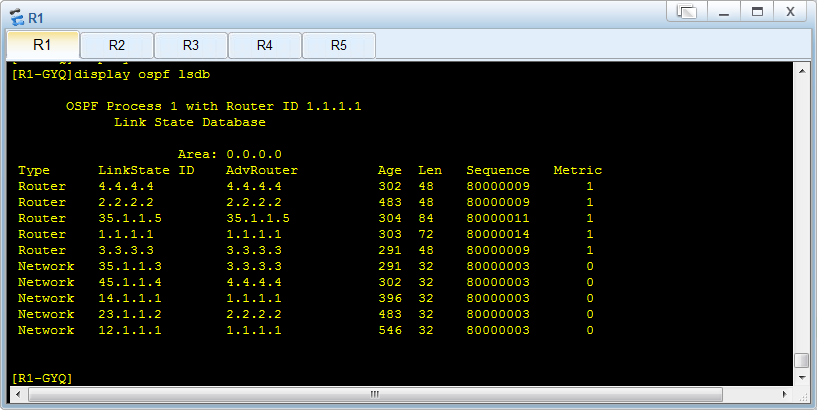 R1
R1 R2 R3 R4 R5
[R1-GYQ]display ospf lsdb
OSPF Process 1 with Router ID 1.1.1.1
Link State Database
Area: 0.0.0.0
Type LinkState ID AdvRouter Age Len Sequence Metric
Router 4.4.4.4 4.4.4.4 302 48 80000009 1
Router 2.2.2.2 2.2.2.2 483 48 80000009 1
Router 35.1.1.5 35.1.1.5 304 84 80000011 1
Router 1.1.1.1 1.1.1.1 303 72 80000014 1
Router 3.3.3.3 3.3.3.3 291 48 80000009 1
Network 35.1.1.3 3.3.3.3 291 32 80000003 0
Network 45.1.1.4 4.4.4.4 302 32 80000003 0
Network 14.1.1.1 1.1.1.1 396 32 80000003 0
Network 23.1.1.2 2.2.2.2 483 32 80000003 0
Network 12.1.1.1 1.1.1.1 546 32 80000003 0
[R1-GYQ]